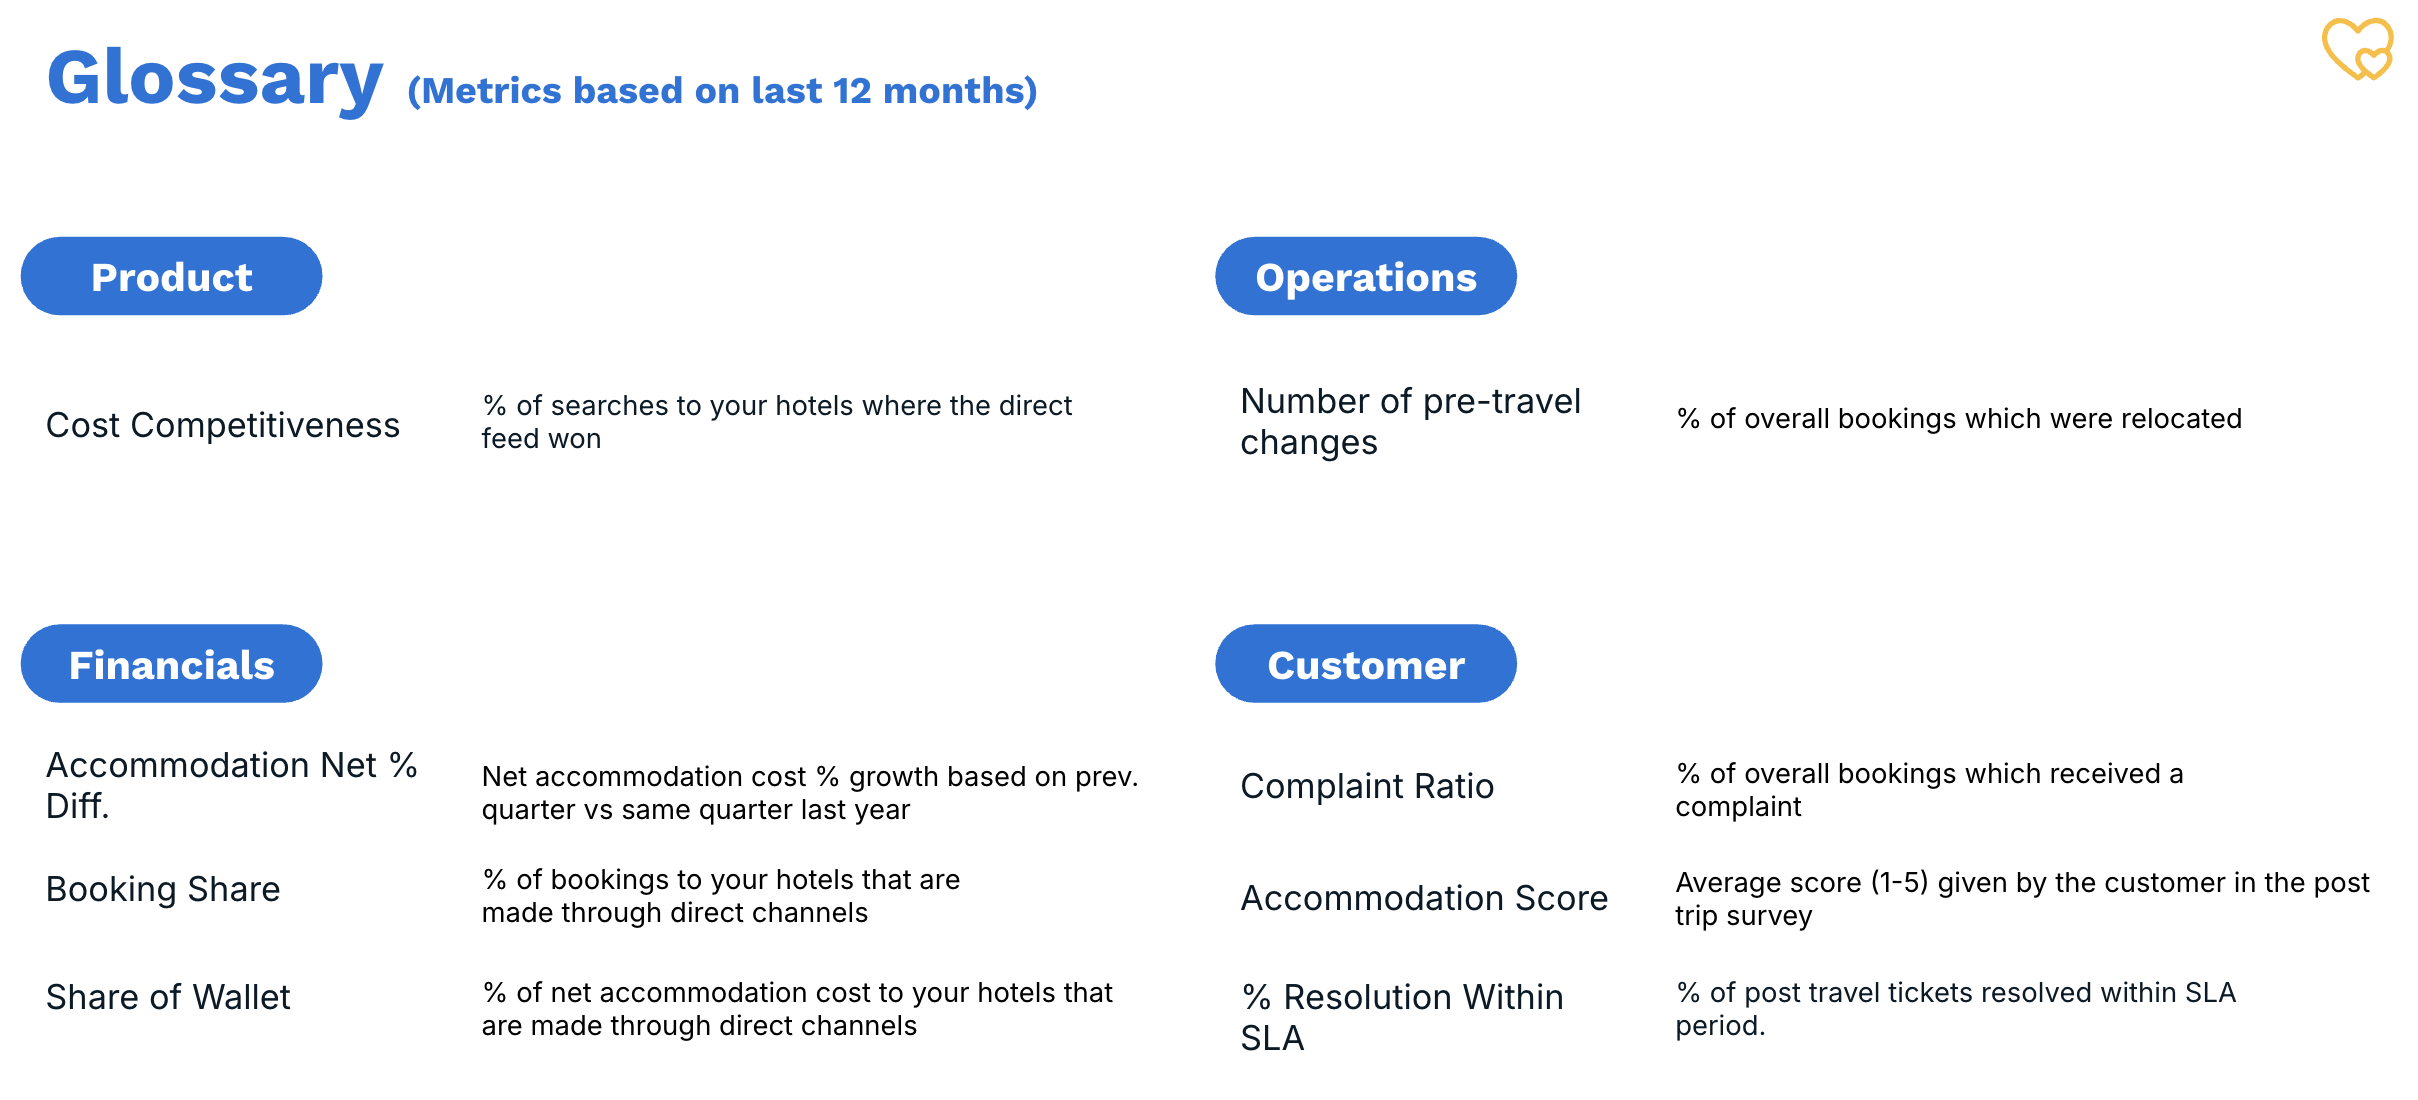 Glossary (Metrics based on last 12 months)
Product
Cost Competitiveness
% of searches to your hotels where the direct
feed won
Operations
Number of pre-travel
changes
% of overall bookings which were relocated
Financials
Accommodation Net %
Diff.
Net accommodation cost % growth based on prev.
quarter vs same quarter last year
Booking Share
% of bookings to your hotels that are
made through direct channels
Share of Wallet
% of net accommodation cost to your hotels that
are made through direct channels
Customer
Complaint Ratio
% of overall bookings which received a
complaint
Accommodation Score
Average score (1-5) given by the customer in the post
trip survey
% Resolution Within
SLA
% of post travel tickets resolved within SLA
period.